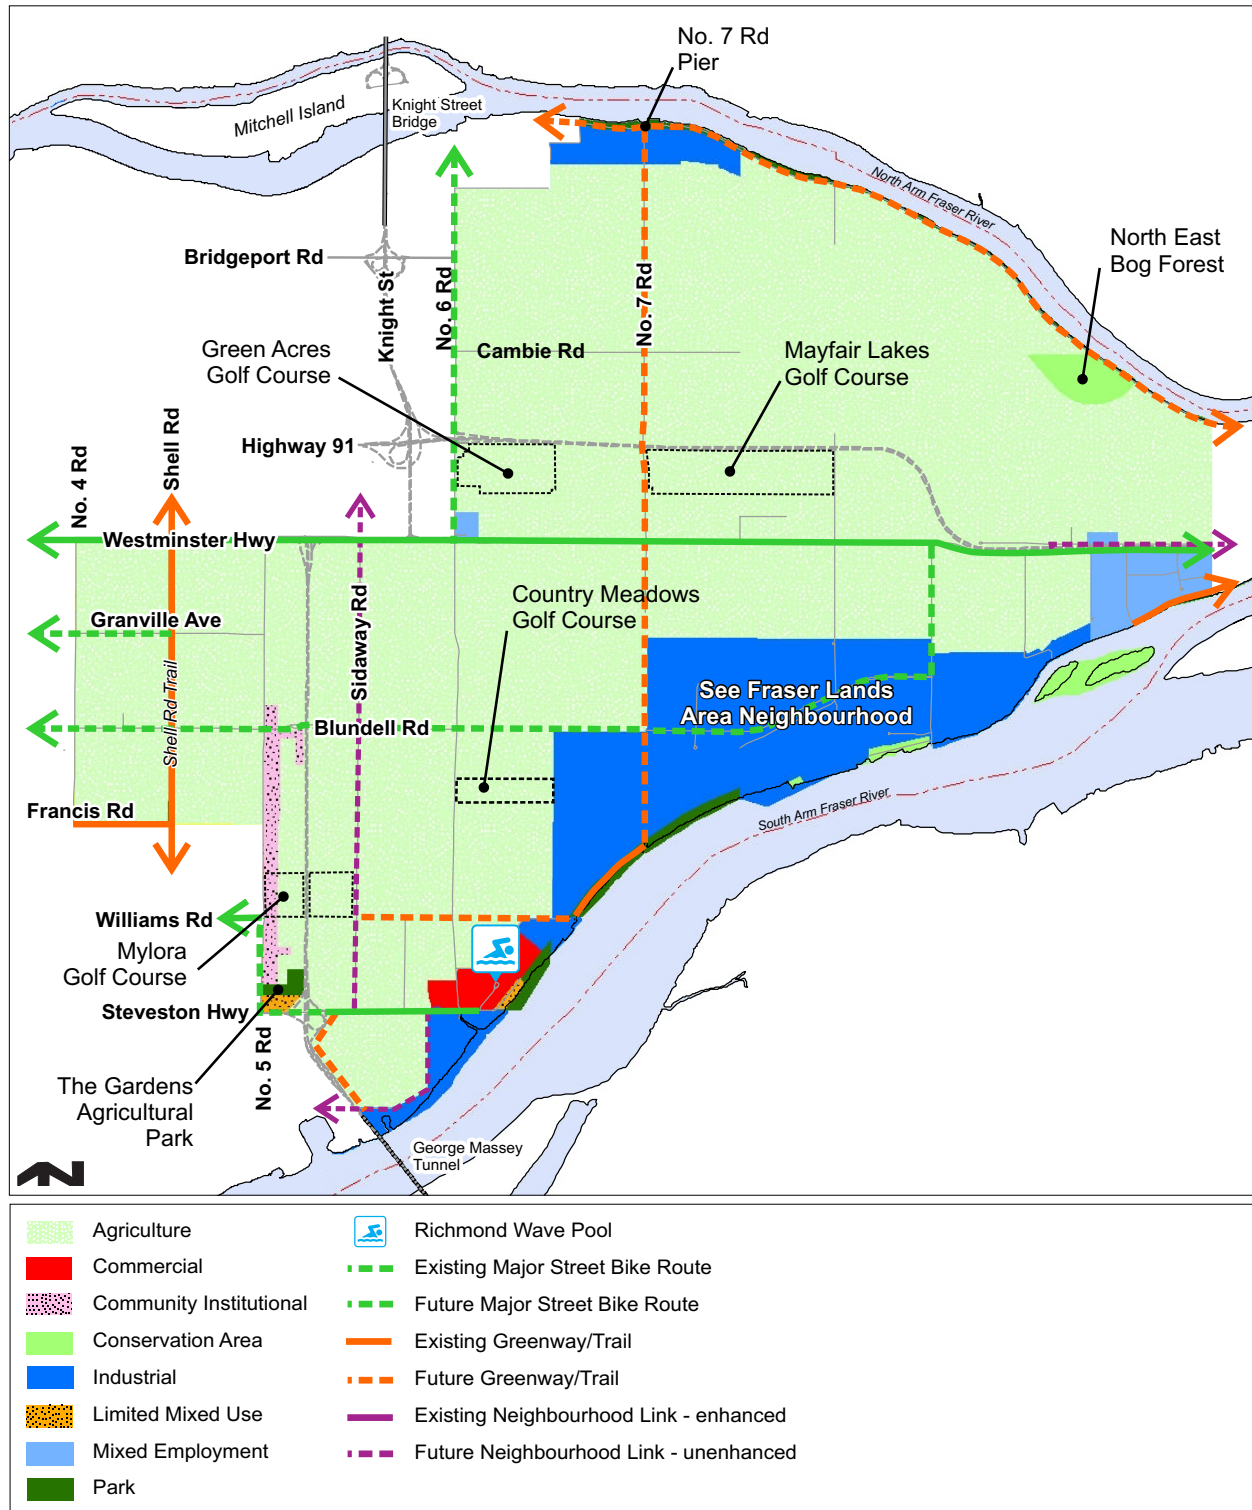 No. 7 Rd
Pier
Mitchell Island
Knight Street
Bridge
North Arm Fraser River
North East
Bog Forest
Bridgeport Rd
Knight St
No. 6 Rd
No. 7 Rd
Cambie Rd
Green Acres
Golf Course
Mayfair Lakes
Golf Course
Highway 91
No. 4 Rd
Shell Rd
Westminster Hwy
Granville Ave
Sidaway Rd
Country Meadows
Golf Course
Shell Rd Trail
Blundell Rd
See Fraser Lands
Area Neighbourhood
Francis Rd
South Arm Fraser River
Williams Rd
Mylora
Golf Course
Steveston Hwy
No. 5 Rd
The Gardens
Agricultural
Park
George Massey
Tunnel
N
Agriculture
Commercial
Community Institutional
Conservation Area
Industrial
Limited Mixed Use
Mixed Employment
Park
Richmond Wave Pool
Existing Major Street Bike Route
Future Major Street Bike Route
Existing Greenway/Trail
Future Greenway/Trail
Existing Neighbourhood Link - enhanced
Future Neighbourhood Link - unenhanced